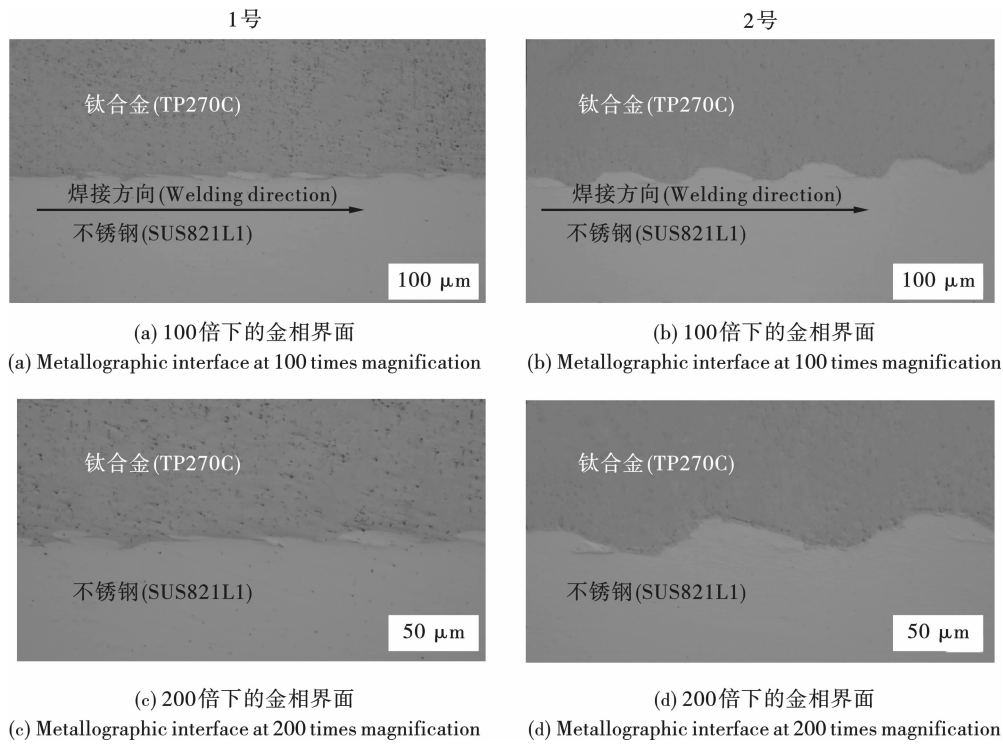 1号
2号
钛合金(TP270C)
焊接方向(Welding direction)
不锈钢(SUS821L1)
100 μm
钛合金(TP270C)
焊接方向(Welding direction)
不锈钢(SUS821L1)
100 μm
(a) 100倍下的金相界面
(a) Metallographic interface at 100 times magnification
(b) 100倍下的金相界面
(b) Metallographic interface at 100 times magnification
钛合金(TP270C)
不锈钢(SUS821L1)
50 μm
钛合金(TP270C)
不锈钢(SUS821L1)
50 μm
(c) 200倍下的金相界面
(c) Metallographic interface at 200 times magnification
(d) 200倍下的金相界面
(d) Metallographic interface at 200 times magnification